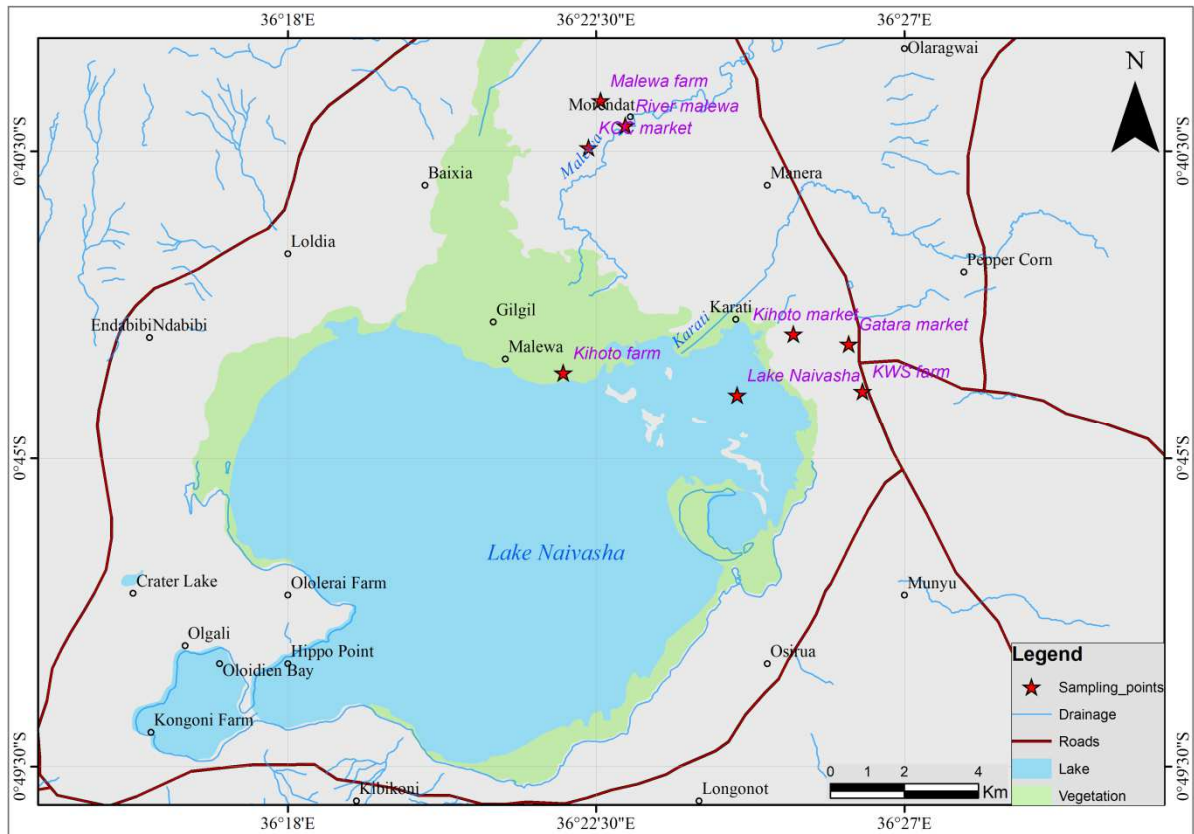 36°18'E
36°22'30"E
36°27'E
Olaragwai
N
Malewa farm
Morendat
River malewa
KCC market
Malewa
0°40'30"S
0°40'30"S
Baixia
Manera
Loldia
Pepper Corn
Gilgil
Karati
Karati
Kihoto market
Gatara market
EndabibiNdabibi
Malewa
Kihoto farm
Lake Naivasha
KWS farm
0°45'S
0°45'S
Lake Naivasha
Crater Lake
Ololerai Farm
Munyu
Olgali
Hippo Point
Oloidien Bay
Osirua
Kongoni Farm
Legend
Sampling_points
Drainage
Roads
Lake
Vegetation
0°49'30"S
0°49'30"S
0 1 2 4
Km
Kibikoni
Longonot
36°18'E
36°22'30"E
36°27'E